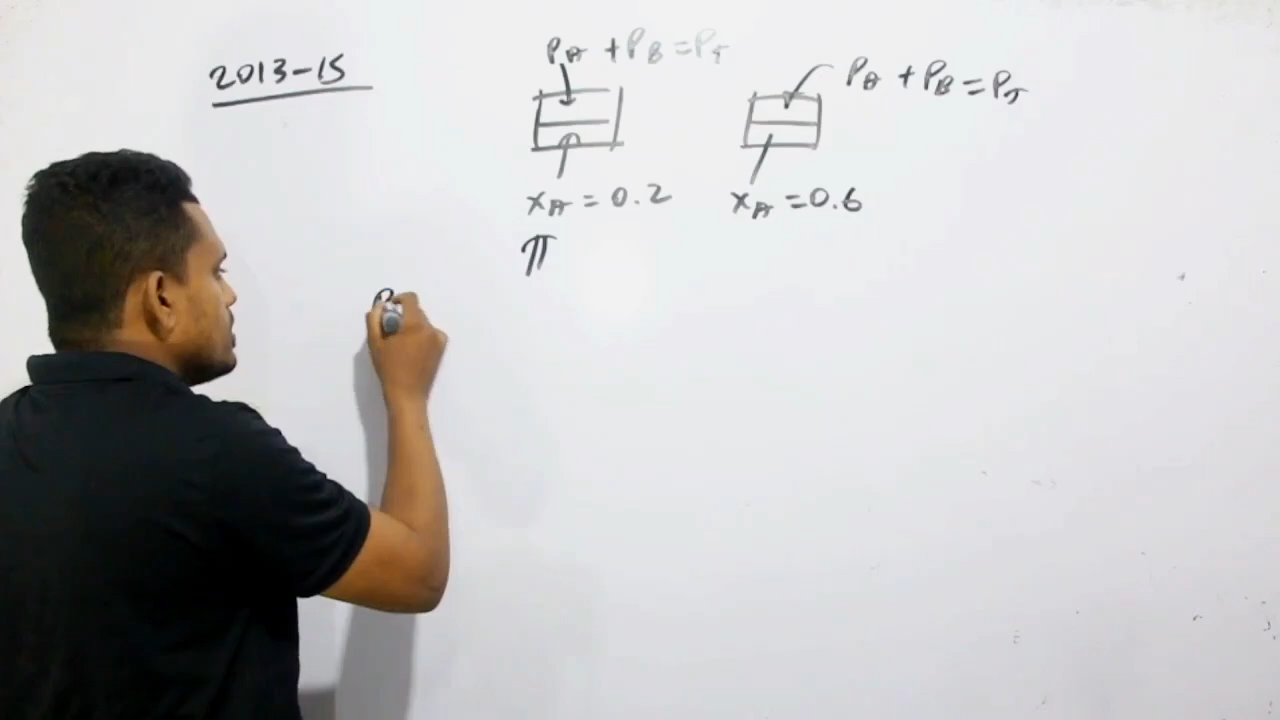 2013-15
P_A + P_B = P_T
P_A + P_B = P_T
x_A = 0.2
x_A = 0.6
π